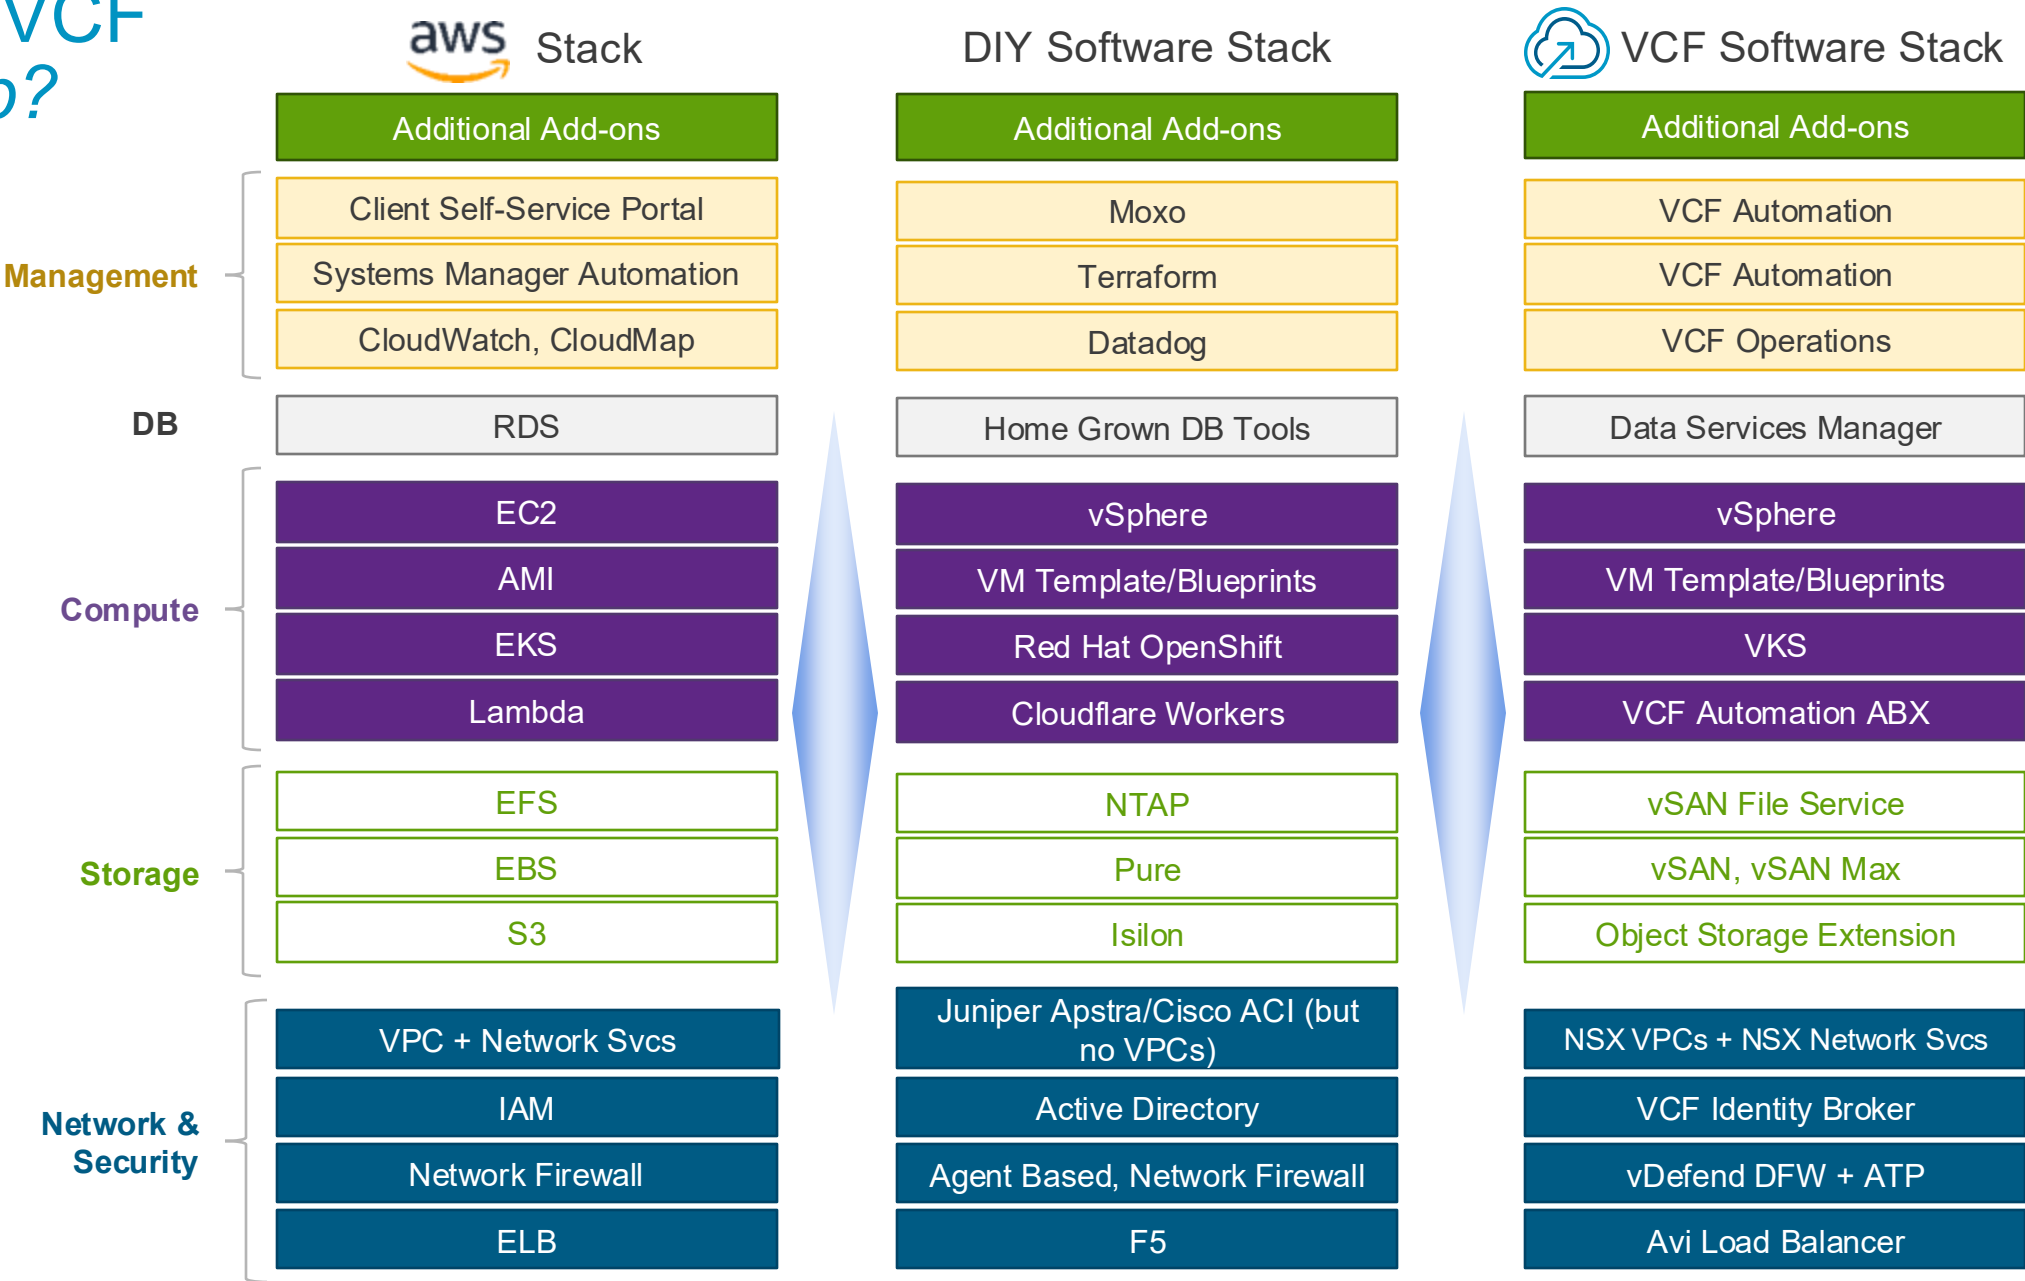 VCF
aws Stack
DIY Software Stack
VCF Software Stack
Additional Add-ons
Additional Add-ons
Additional Add-ons
Management
Client Self-Service Portal
Moxo
VCF Automation
Systems Manager Automation
Terraform
VCF Automation
CloudWatch, CloudMap
Datadog
VCF Operations
DB
RDS
Home Grown DB Tools
Data Services Manager
Compute
EC2
vSphere
vSphere
AMI
VM Template/Blueprints
VM Template/Blueprints
EKS
Red Hat OpenShift
VKS
Lambda
Cloudflare Workers
VCF Automation ABX
Storage
EFS
NTAP
vSAN File Service
EBS
Pure
vSAN, vSAN Max
S3
Isilon
Object Storage Extension
Network &
Security
VPC + Network Svcs
Juniper Apstra/Cisco ACI (but
no VPCs)
NSX VPCs + NSX Network Svcs
IAM
Active Directory
VCF Identity Broker
Network Firewall
Agent Based, Network Firewall
vDefend DFW + ATP
ELB
F5
Avi Load Balancer